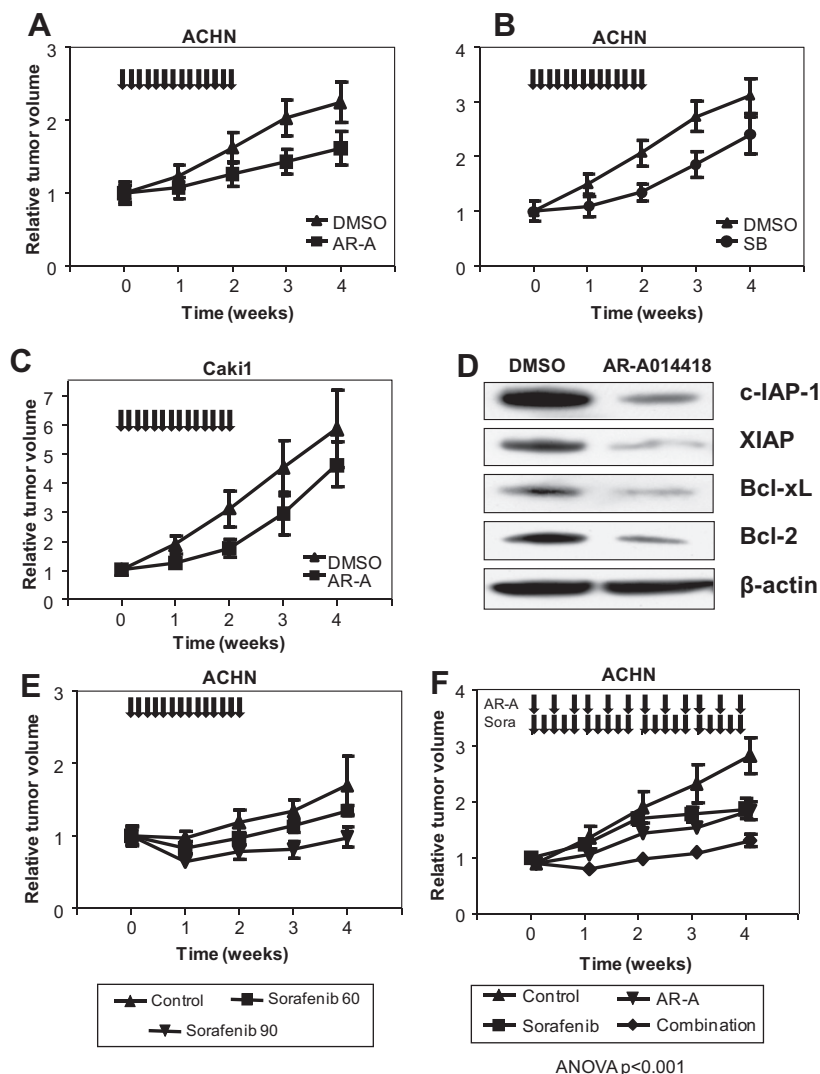 A
ACHN
3
2
1
0
Relative tumor volume
DMSO
AR-A
0 1 2 3 4
Time (weeks)
B
ACHN
4
3
2
1
0
DMSO
SB
0 1 2 3 4
Time (weeks)
C
Caki1
7
6
5
4
3
2
1
0
Relative tumor volume
DMSO
AR-A
0 1 2 3 4
Time (weeks)
D
DMSO AR-A014418
c-IAP-1
XIAP
Bcl-xL
Bcl-2
β-actin
E
ACHN
3
2
1
0
Relative tumor volume
0 1 2 3 4
Time (weeks)
Control Sorafenib 60
Sorafenib 90
F
ACHN
AR-A
Sora
4
3
2
1
0
Relative tumor volume
0 1 2 3 4
Time (weeks)
Control AR-A
Sorafenib Combination
ANOVA p<0.001